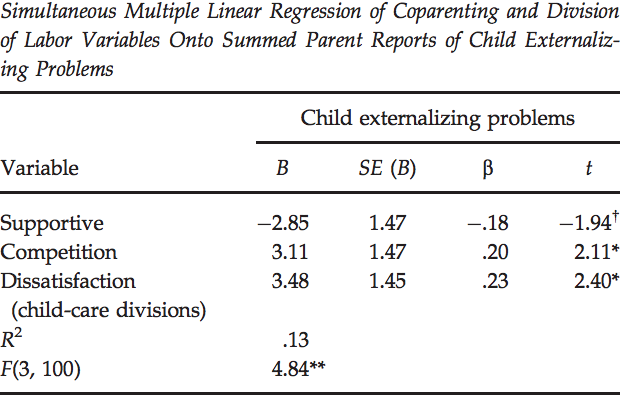 Simultaneous Multiple Linear Regression of Coparenting and Division
of Labor Variables Onto Summed Parent Reports of Child Externaliz-
ing Problems
Child externalizing problems
Variable B SE (B) β t
Supportive −2.85 1.47 −.18 −1.94†
Competition 3.11 1.47 .20 2.11*
Dissatisfaction 3.48 1.45 .23 2.40*
(child-care divisions)
R² .13
F(3, 100) 4.84**